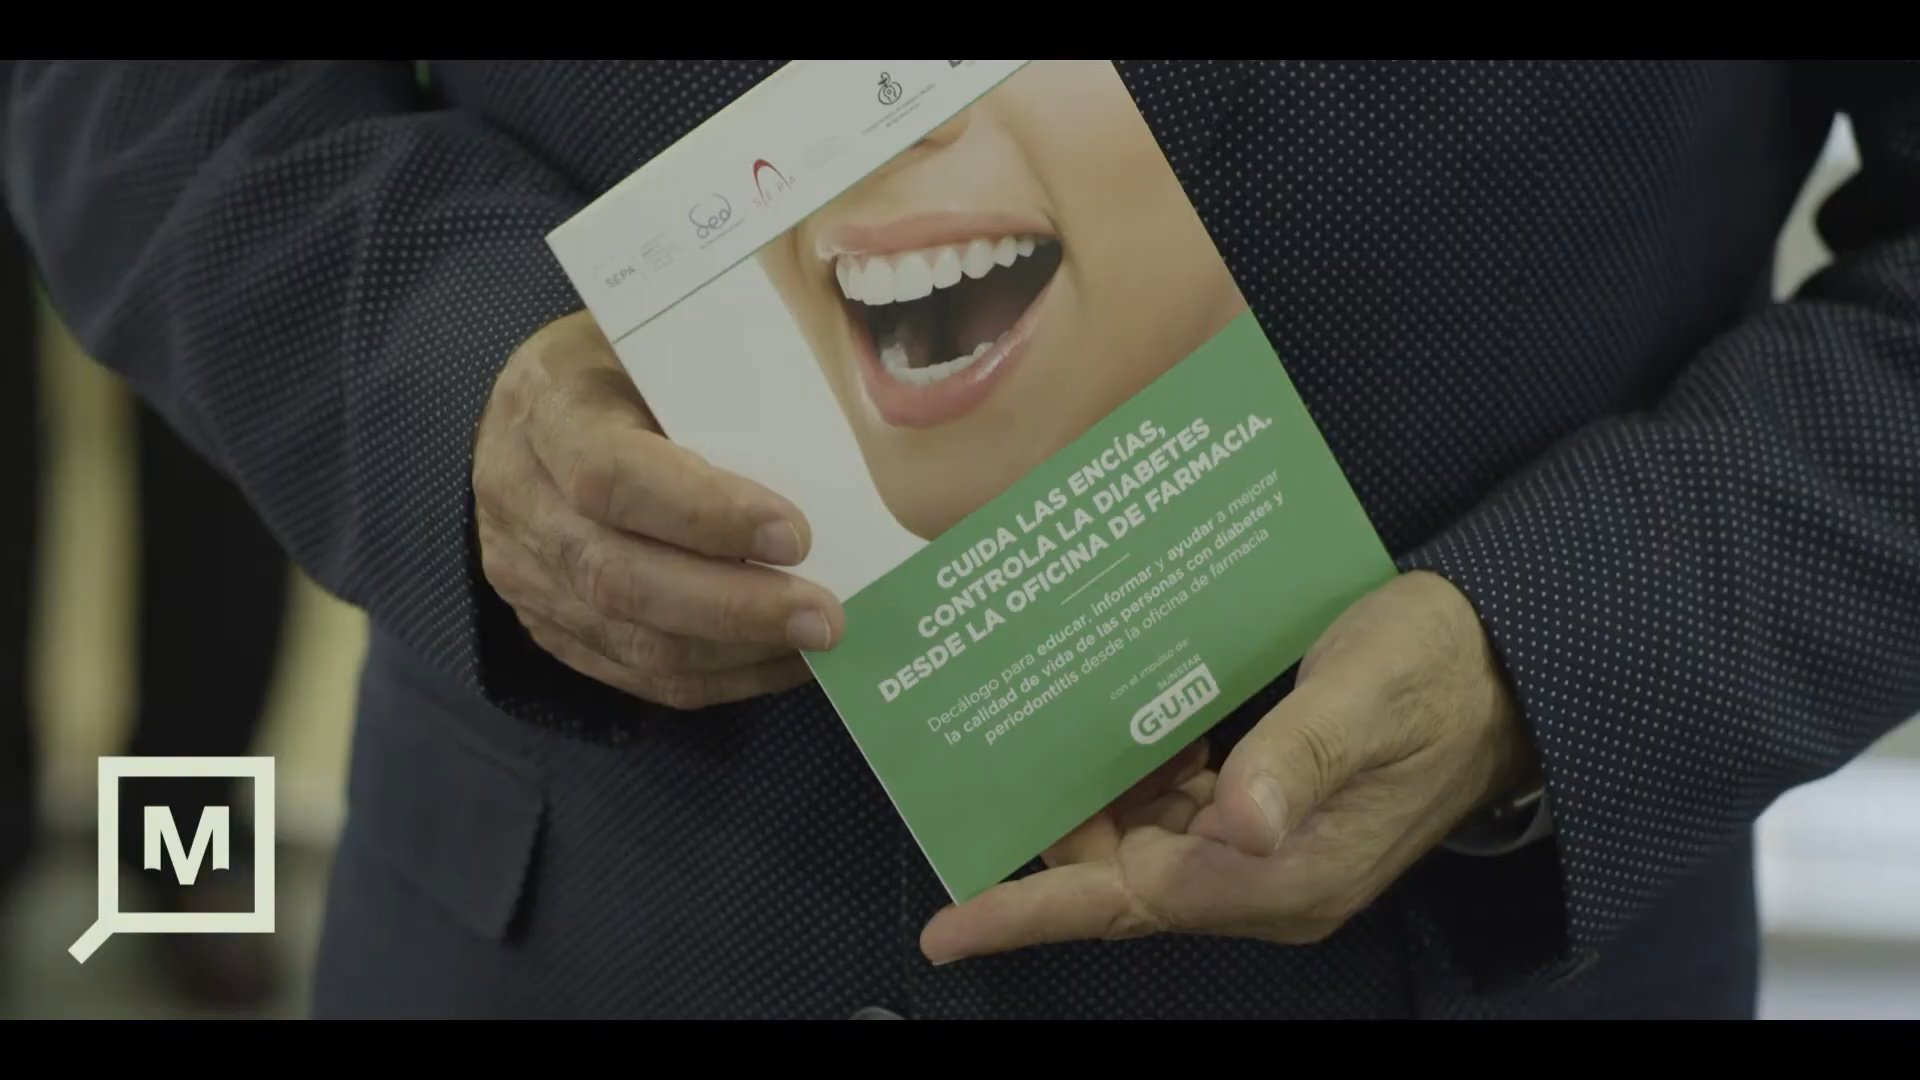 SEPA
Sed
S E P A
CUIDA LAS ENCÍAS,
CONTROLA LA DIABETES
DESDE LA OFICINA DE FARMACIA.
Decálogo para educar, informar y ayudar a mejorar
la calidad de vida de las personas con diabetes y
periodontitis desde la oficina de farmacia
con el impulso de:
SUNSTAR
G·U·M
M